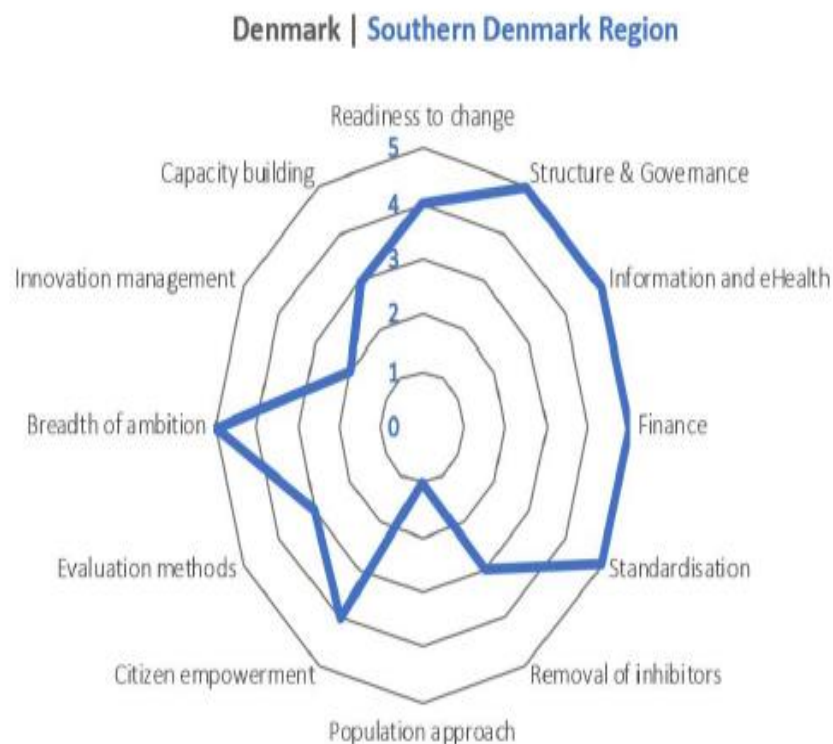 Denmark | Southern Denmark Region
Readiness to change
5
Capacity building
Structure & Governance
4
3
Innovation management
Information and eHealth
2
1
Breadth of ambition
0
Finance
Evaluation methods
Standardisation
Citizen empowerment
Removal of inhibitors
Population approach